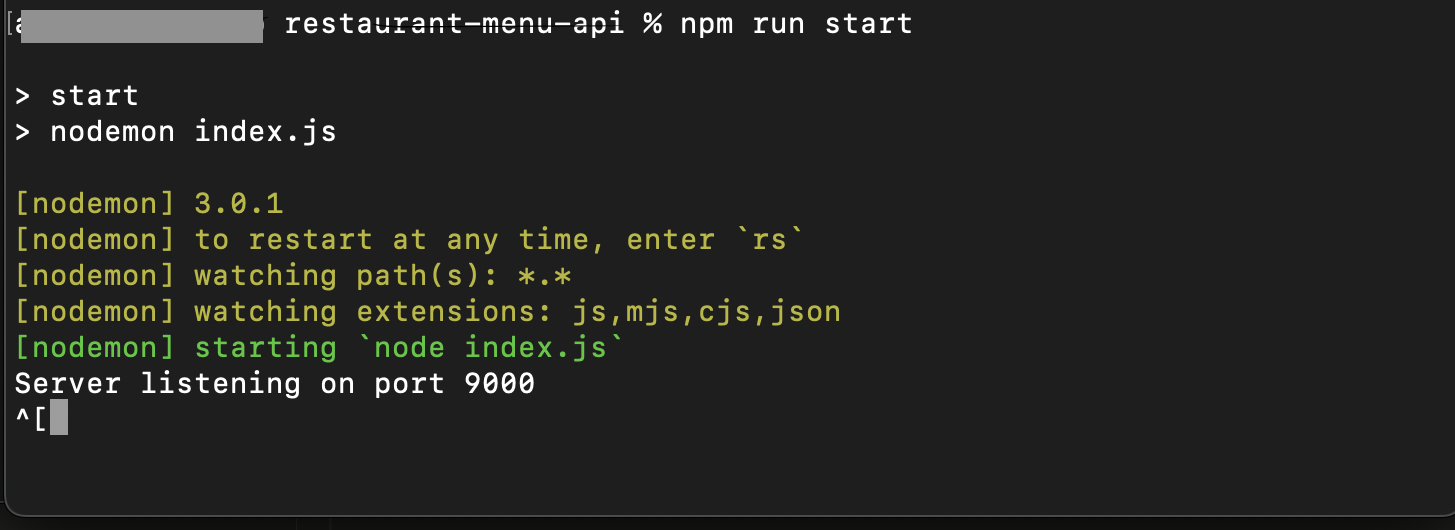 restaurant-menu-api % npm run start
> start
> nodemon index.js
[nodemon] 3.0.1
[nodemon] to restart at any time, enter `rs`
[nodemon] watching path(s): *.*
[nodemon] watching extensions: js,mjs,cjs,json
[nodemon] starting `node index.js`
Server listening on port 9000
^[